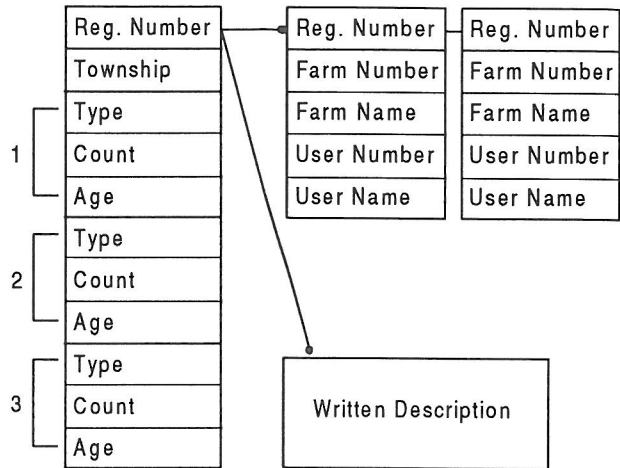 Reg. Number
Township
1
Type
Count
Age
2
Type
Count
Age
3
Type
Count
Age
Reg. Number
Farm Number
Farm Name
User Number
User Name
Reg. Number
Farm Number
Farm Name
User Number
User Name
Written Description